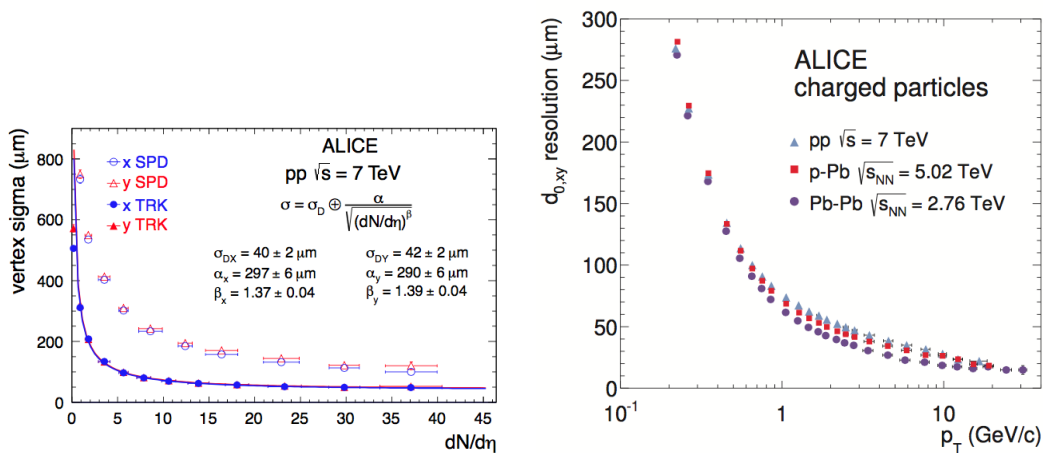 ALICE
pp √s = 7 TeV
σ = σ_D ⊕ α / √((dN/dη)^β)
x SPD
y SPD
x TRK
y TRK
σ_DX = 40 ± 2 μm
α_x = 297 ± 6 μm
β_x = 1.37 ± 0.04
σ_DY = 42 ± 2 μm
α_y = 290 ± 6 μm
β_y = 1.39 ± 0.04
vertex sigma (μm)
800
600
400
200
0
0 5 10 15 20 25 30 35 40 45
dN/dη
ALICE
charged particles
pp √s = 7 TeV
p-Pb √s_NN = 5.02 TeV
Pb-Pb √s_NN = 2.76 TeV
d_0,xy resolution (μm)
300
250
200
150
100
50
0
10^-1 1 10
p_T (GeV/c)